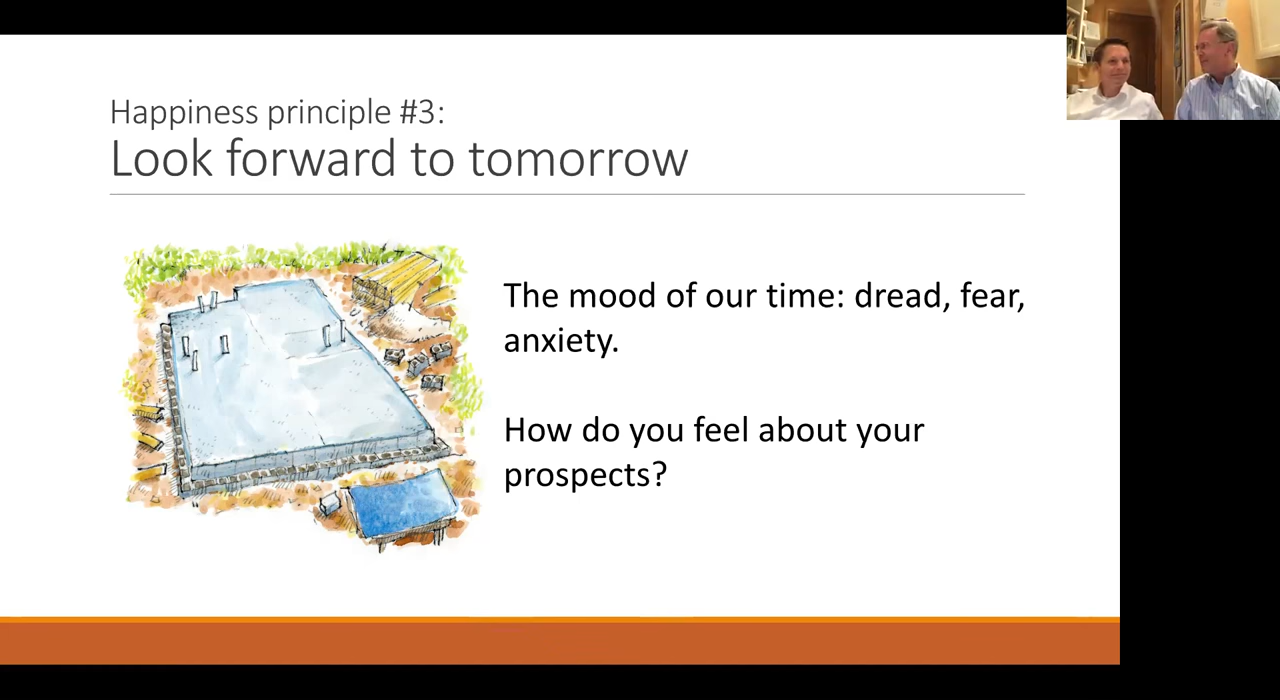 Happiness principle #3:
Look forward to tomorrow
The mood of our time: dread, fear,
anxiety.
How do you feel about your
prospects?